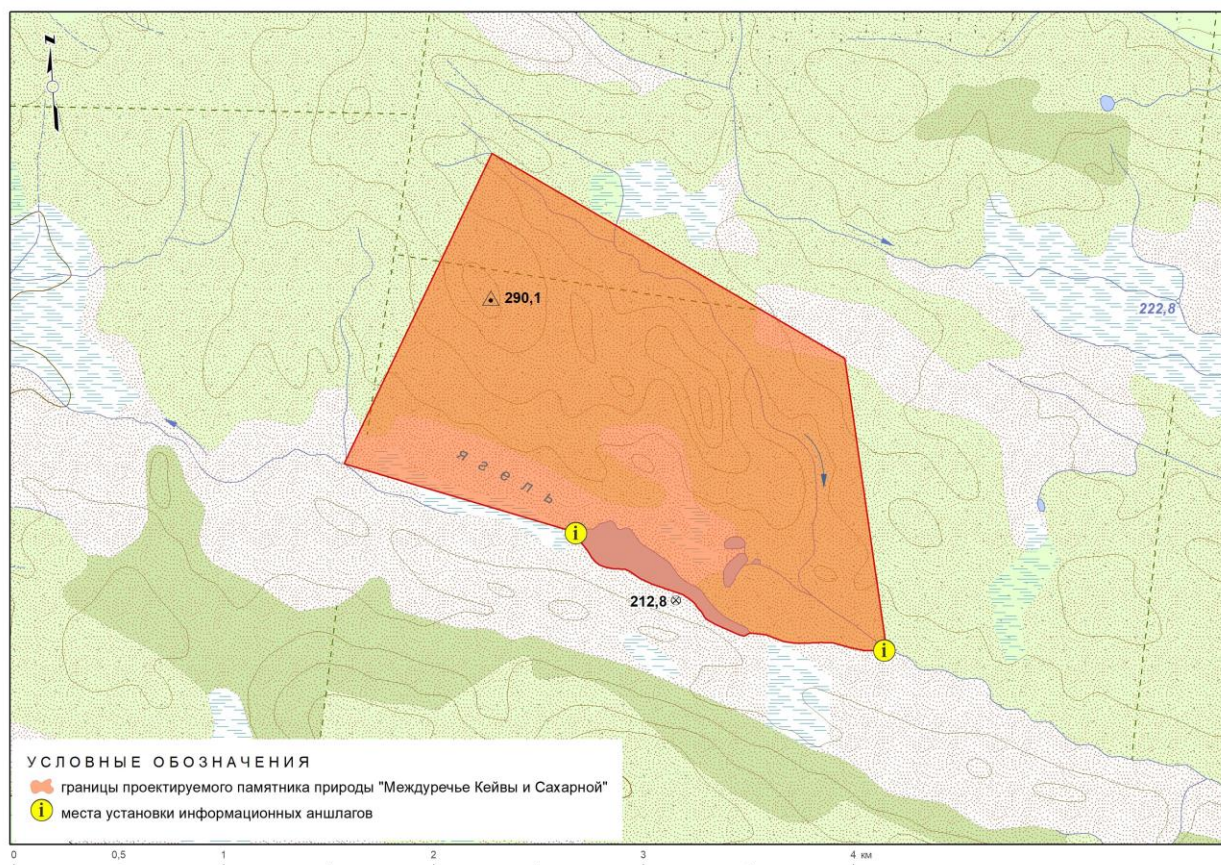 N
290,1
222,8
язель
i
212,8
i
УСЛОВНЫЕ ОБОЗНАЧЕНИЯ
границы проектируемого памятника природы "Междуречье Кейвы и Сахарной"
i места установки информационных аншлагов
0 0,5 1 2 3 4 км